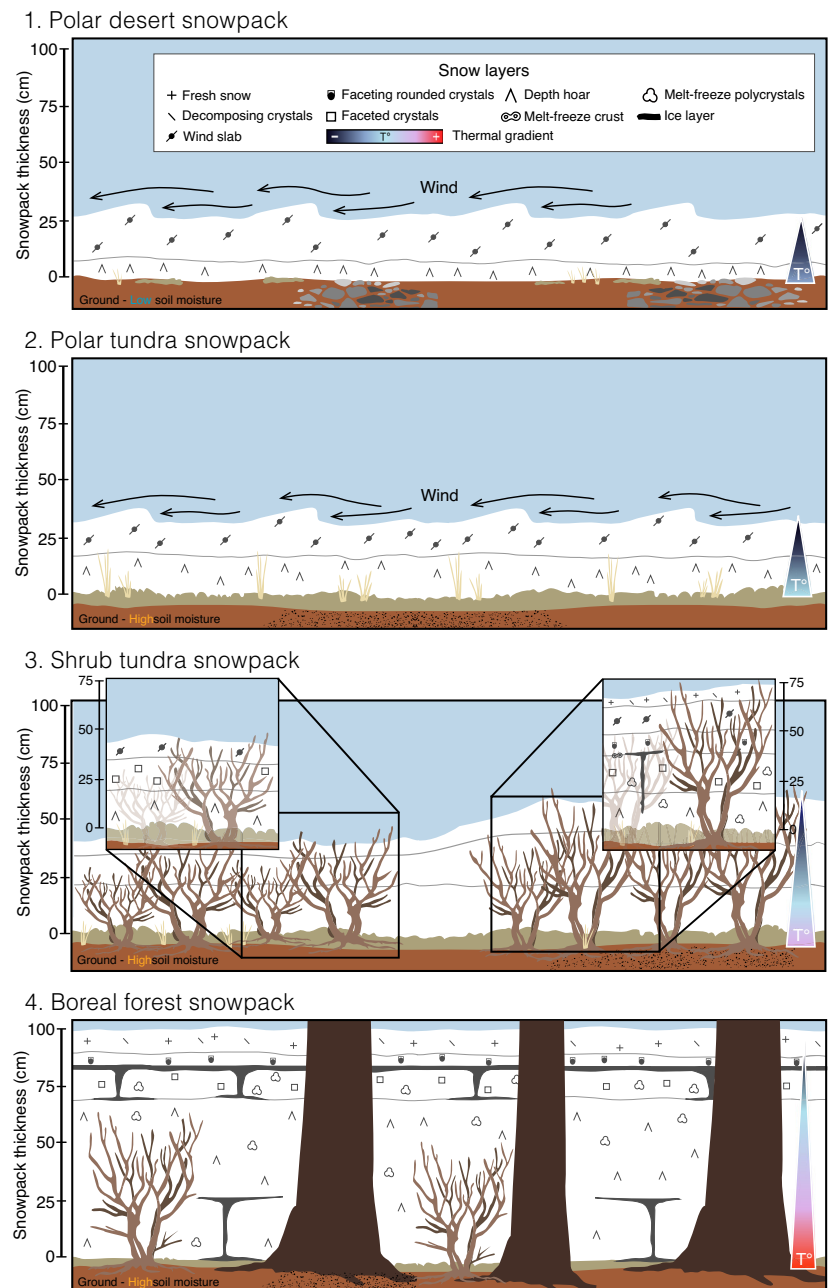 1. Polar desert snowpack
Snowpack thickness (cm)
100
75
50
25
0
Snow layers
Fresh snow
Decomposing crystals
Wind slab
Faceting rounded crystals
Faceted crystals
− T° +
Thermal gradient
Depth hoar
Melt-freeze crust
Melt-freeze polycrystals
Ice layer
Wind
T°
Ground - Low soil moisture
2. Polar tundra snowpack
Snowpack thickness (cm)
100
75
50
25
0
Wind
T°
Ground - High soil moisture
3. Shrub tundra snowpack
Snowpack thickness (cm)
100
75
50
25
0
75
50
25
0
75
50
25
0
T°
Ground - High soil moisture
4. Boreal forest snowpack
Snowpack thickness (cm)
100
75
50
25
0
T°
Ground - High soil moisture